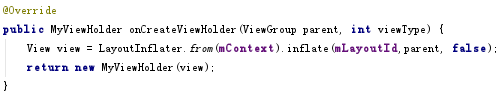 @Override
public MyViewHolder onCreateViewHolder(ViewGroup parent, int viewType) {
    View view = LayoutInflater.from(mContext).inflate(mLayoutId,parent, false);
    return new MyViewHolder(view);
}